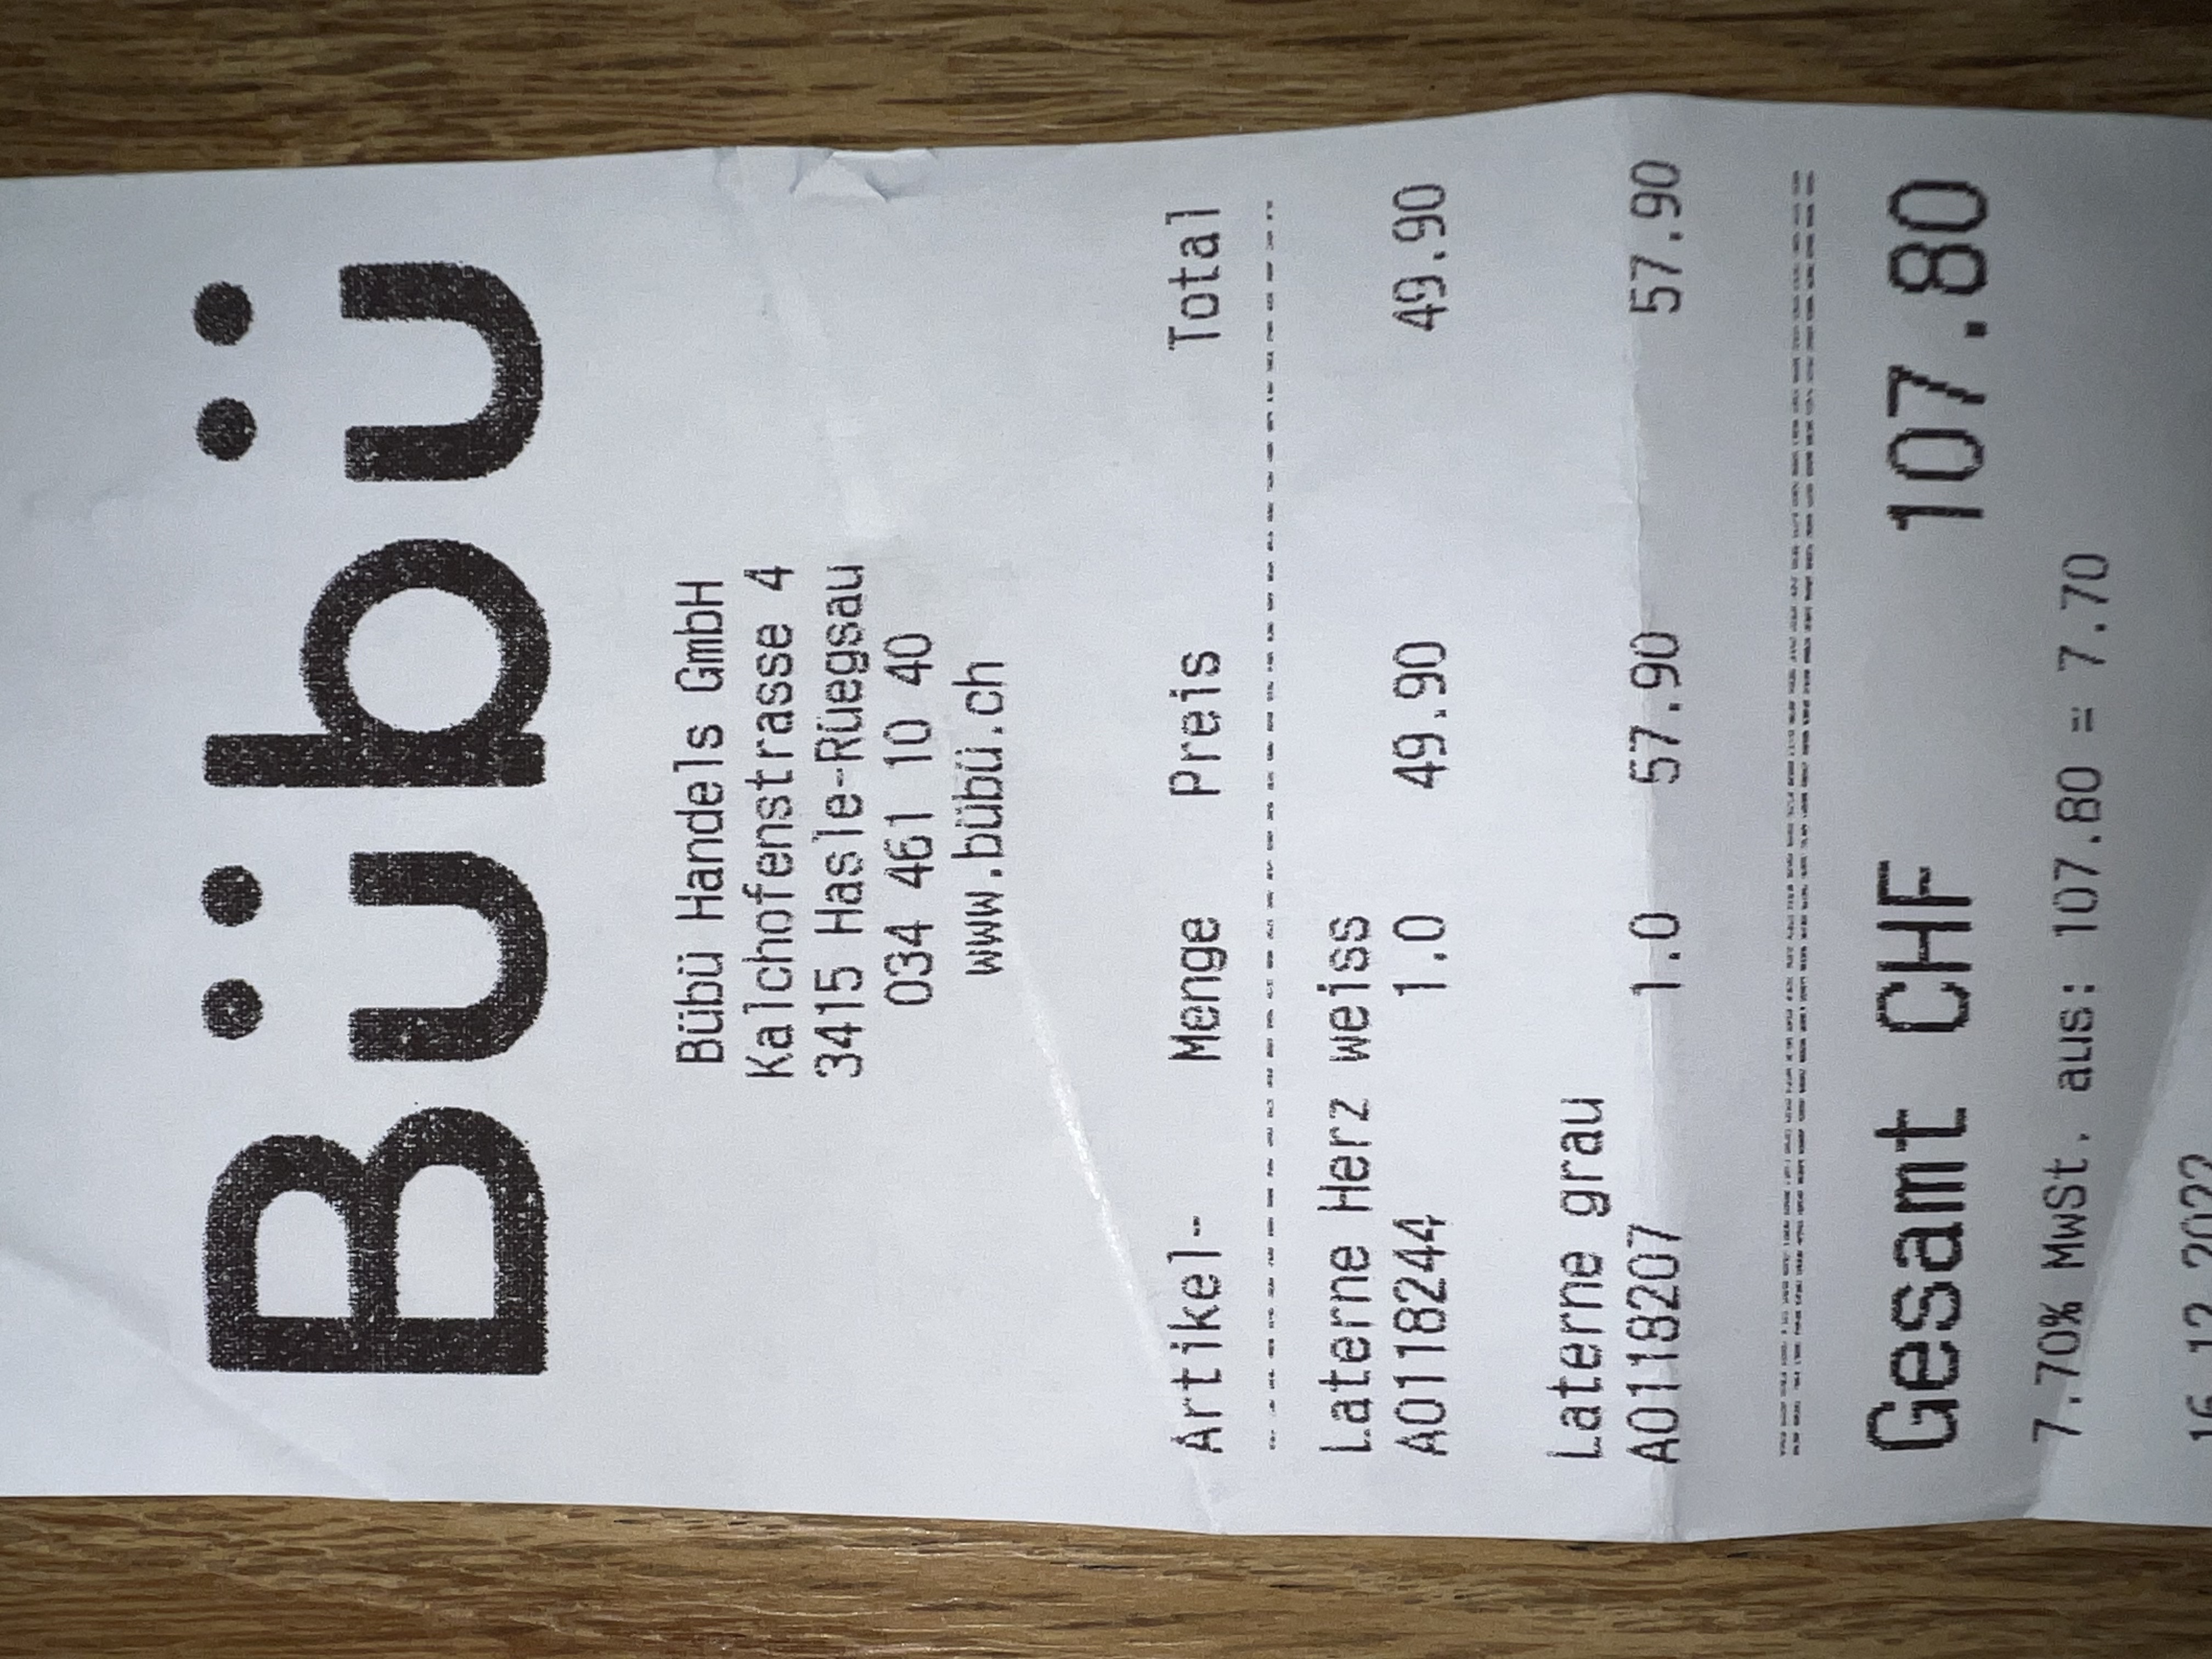 Bübü
Bübü Handels GmbH
Kalchofenstrasse 4
3415 Hasle-Rüegsau
034 461 10 40
www.bübü.ch
Artikel- Menge Preis Total
Laterne Herz weiss
A0118244 1.0 49.90 49.90
Laterne grau
A0118207 1.0 57.90 57.90
Gesamt CHF 107.80
7.70% MwSt. aus: 107.80 = 7.70
16.12.2022